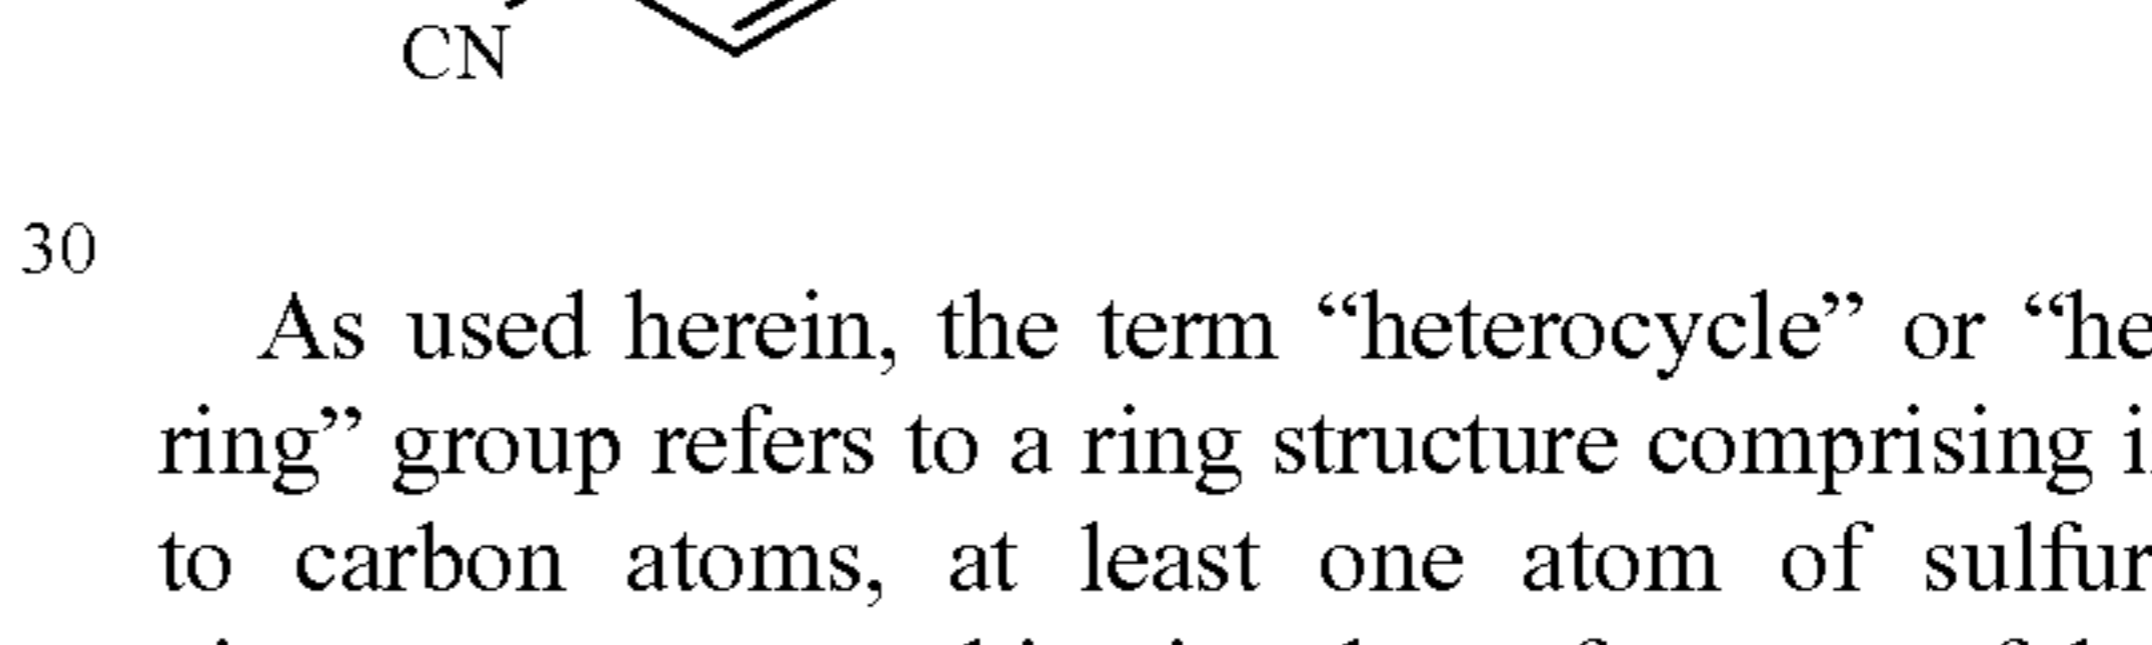 CN
30
As used herein, the term “heterocycle” or “he
ring” group refers to a ring structure comprising i
to carbon atoms, at least one atom of sulfur